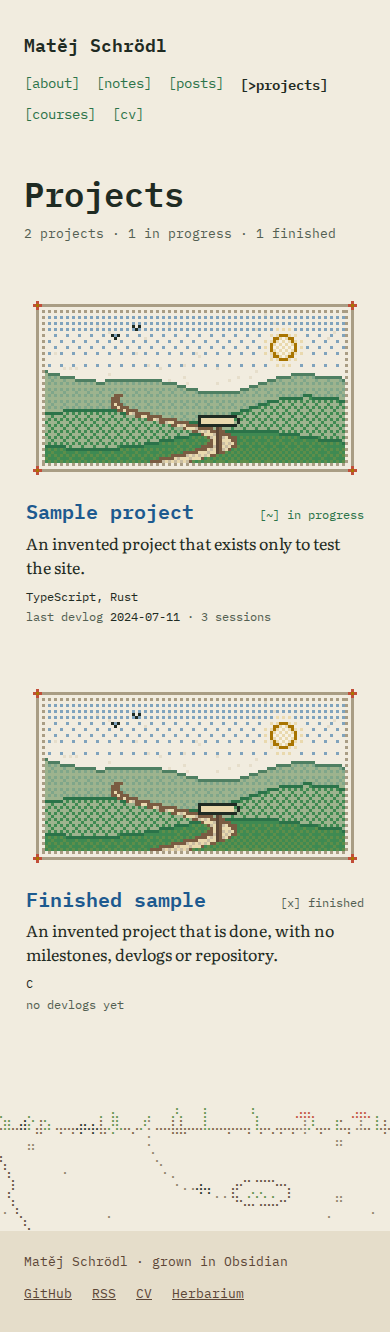 Matěj Schrödl
[about] [notes] [posts] [>projects]
[courses] [cv]
Projects
2 projects · 1 in progress · 1 finished
Sample project [~] in progress
An invented project that exists only to test
the site.
TypeScript, Rust
last devlog 2024-07-11 · 3 sessions
Finished sample [x] finished
An invented project that is done, with no
milestones, devlogs or repository.
C
no devlogs yet
Matěj Schrödl · grown in Obsidian
GitHub RSS CV Herbarium